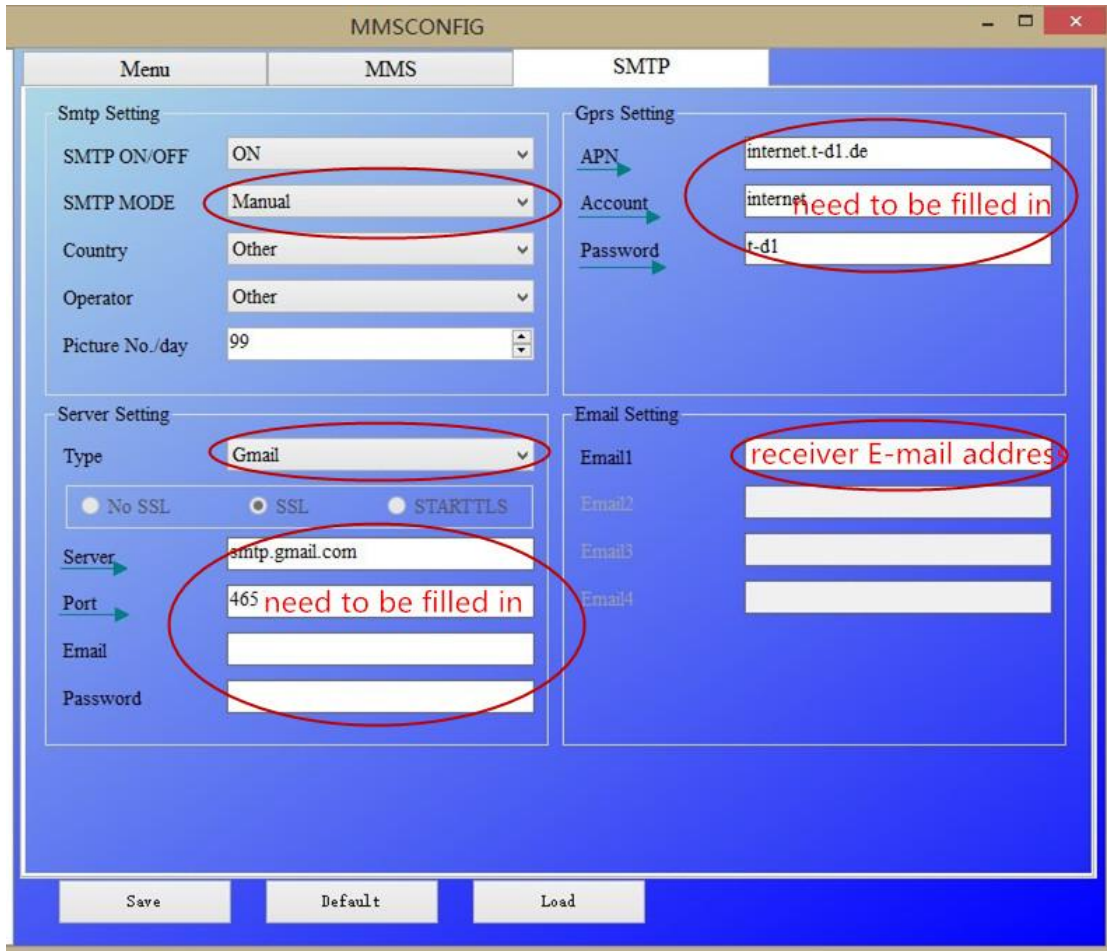 MMSCONFIG
Menu MMS SMTP
Smtp Setting
SMTP ON/OFF ON
SMTP MODE Manual
Country Other
Operator Other
Picture No./day 99
Gprs Setting
APN internet.t-d1.de
Account internet need to be filled in
Password t-d1
Server Setting
Type Gmail
No SSL SSL STARTTLS
Server smtp.gmail.com
Port 465 need to be filled in
Email
Password
Email Setting
Email1 receiver E-mail address
Email2
Email3
Email4
Save Default Load